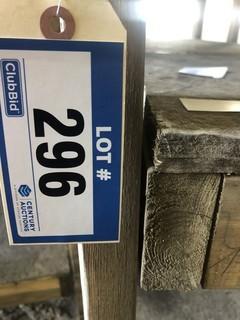 LOT #
296
ClubBid
CENTURY
AUCTIONS